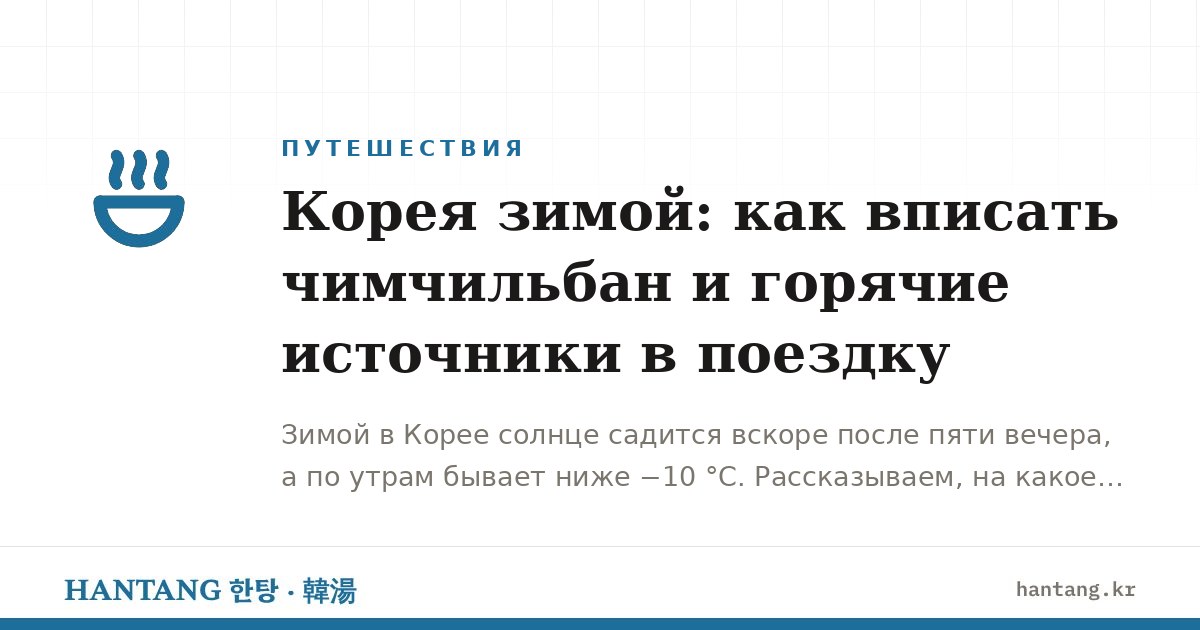 ПУТЕШЕСТВИЯ
Корея зимой: как вписать
чимчильбан и горячие
источники в поездку
Зимой в Корее солнце садится вскоре после пяти вечера,
а по утрам бывает ниже −10 °C. Рассказываем, на какое…
HANTANG 한탕 · 韓湯
hantang.kr